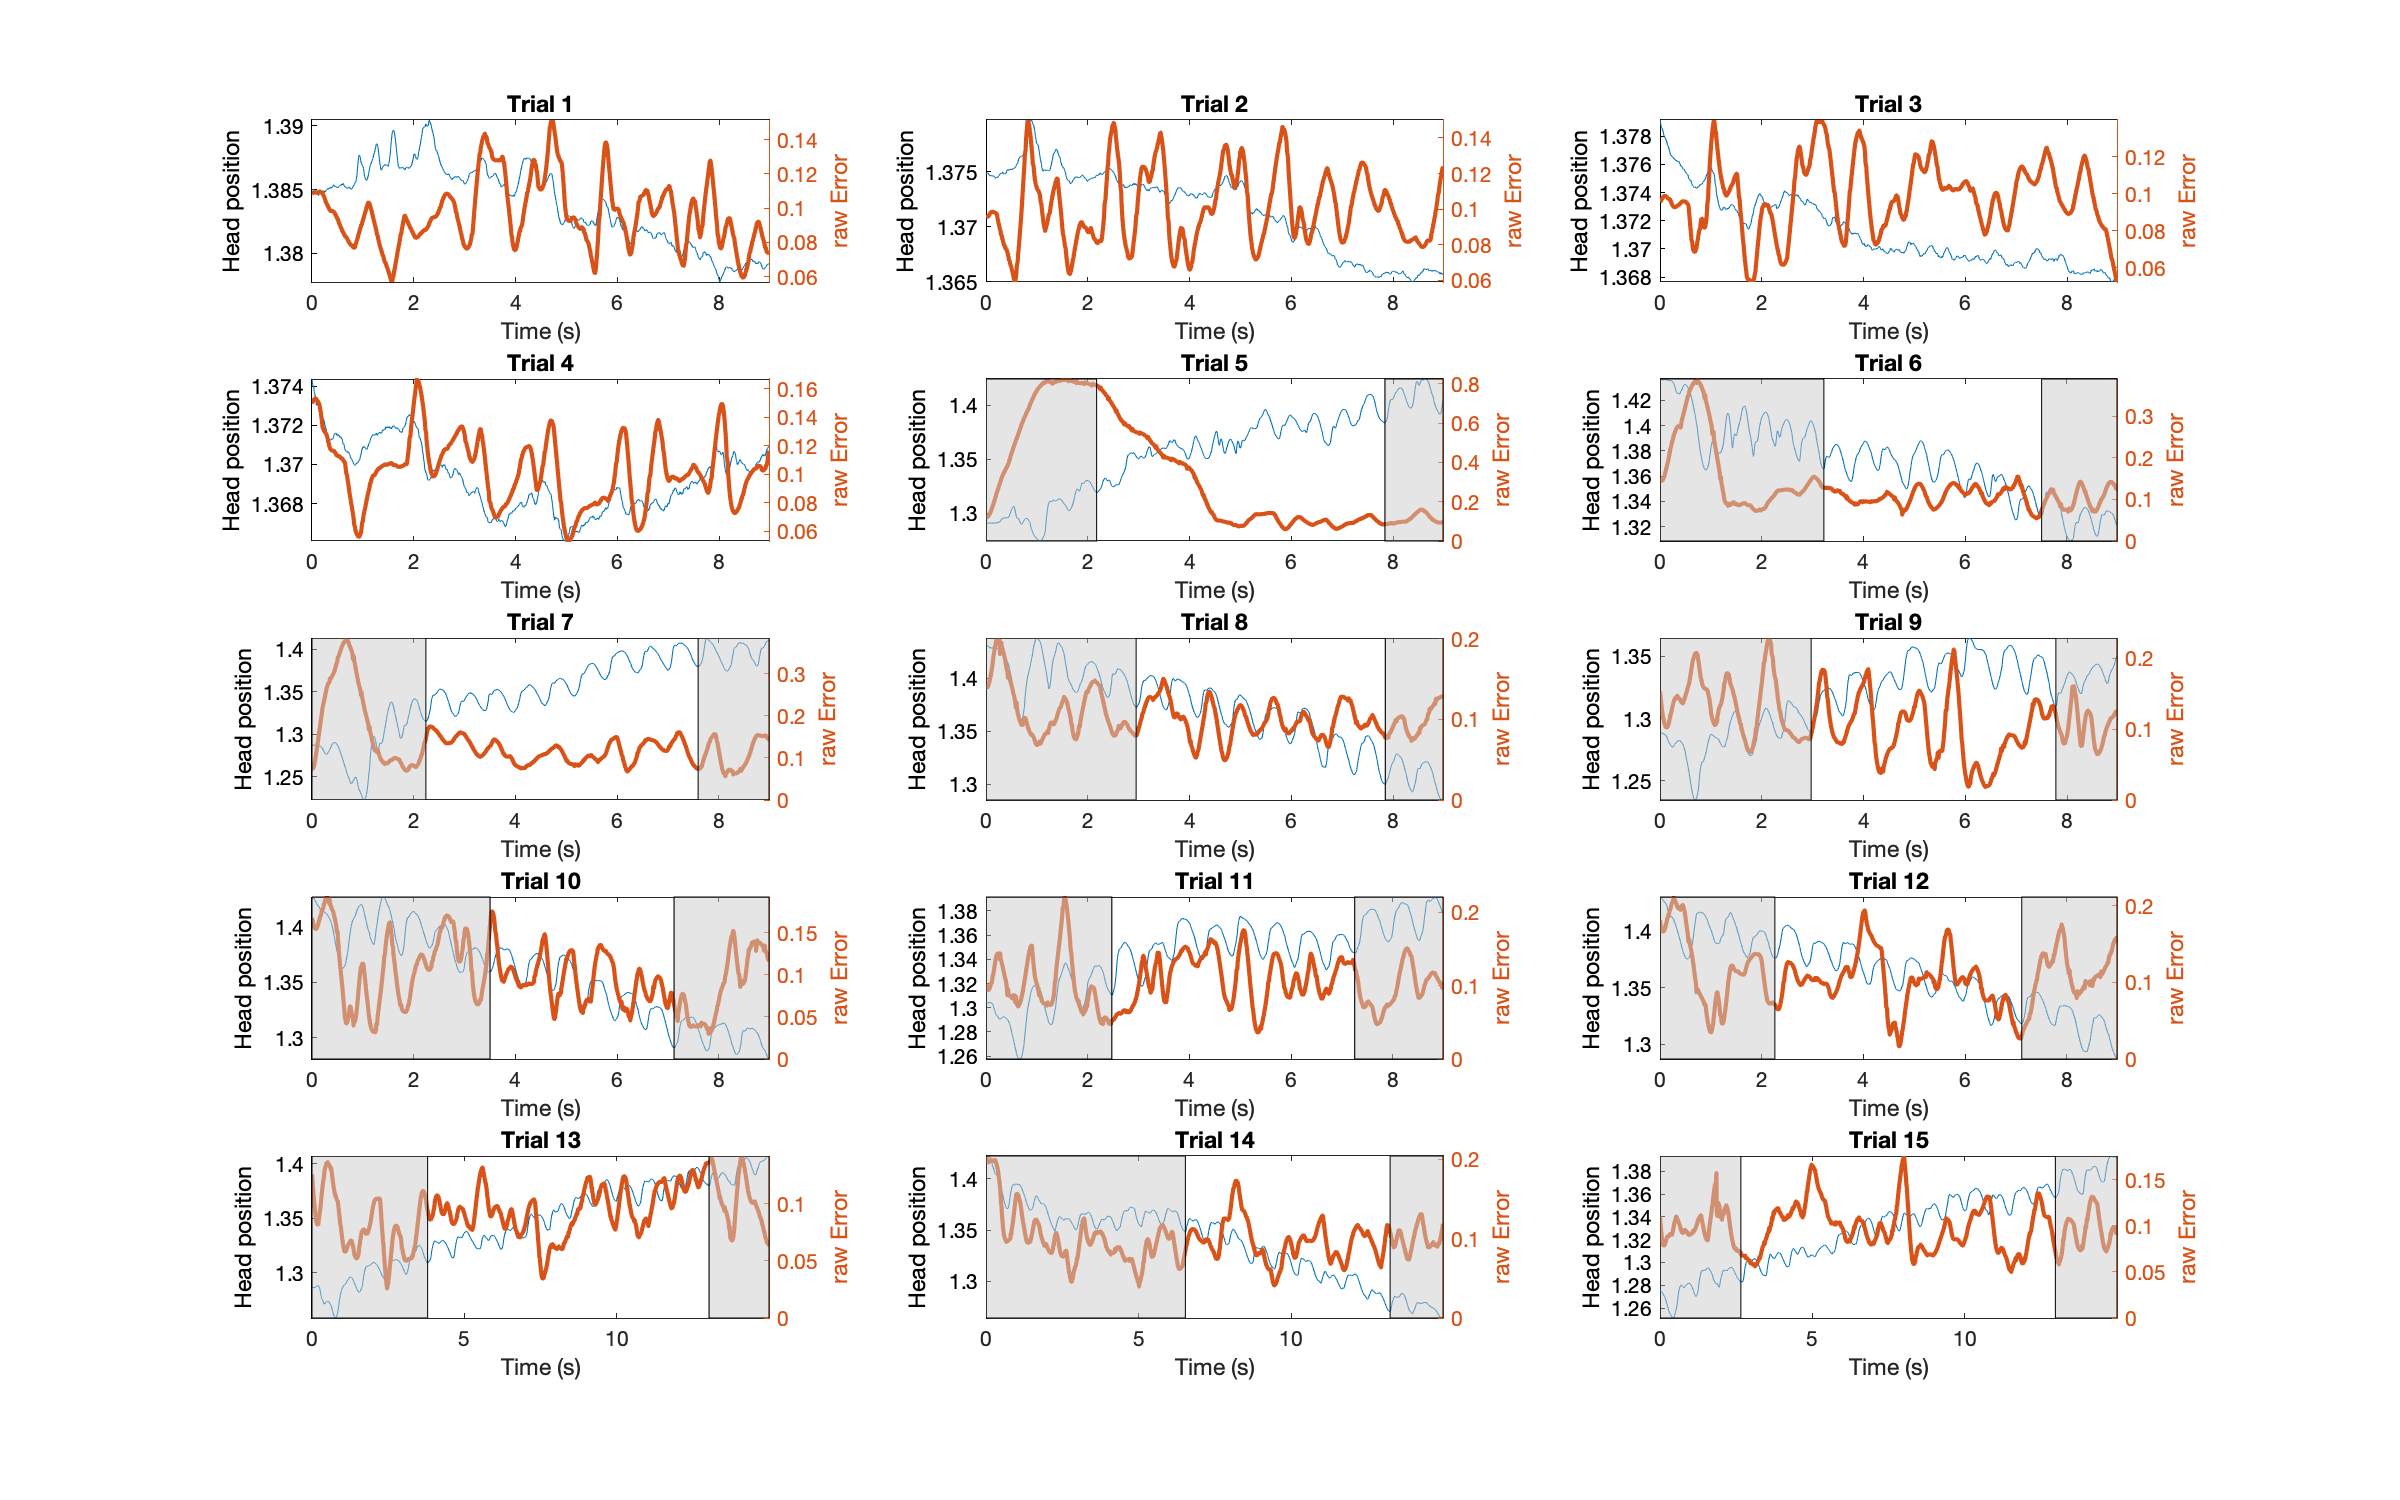 Trial 1
Trial 2
Trial 3
Head position
1.39
1.385
1.38
0.14
0.12
0.1
0.08
0.06
raw Error
0 2 4 6 8
Time (s)
Head position
1.375
1.37
1.365
0.14
0.12
0.1
0.08
0.06
raw Error
0 2 4 6 8
Time (s)
Head position
1.378
1.376
1.374
1.372
1.37
1.368
0.12
0.1
0.08
0.06
raw Error
0 2 4 6 8
Time (s)
Trial 4
Trial 5
Trial 6
Head position
1.374
1.372
1.37
1.368
0.16
0.14
0.12
0.1
0.08
0.06
raw Error
0 2 4 6 8
Time (s)
Head position
1.4
1.35
1.3
0.8
0.6
0.4
0.2
0
raw Error
0 2 4 6 8
Time (s)
Head position
1.42
1.4
1.38
1.36
1.34
1.32
0.3
0.2
0.1
0
raw Error
0 2 4 6 8
Time (s)
Trial 7
Trial 8
Trial 9
Head position
1.4
1.35
1.3
1.25
0.3
0.2
0.1
0
raw Error
0 2 4 6 8
Time (s)
Head position
1.4
1.35
1.3
0.2
0.1
0
raw Error
0 2 4 6 8
Time (s)
Head position
1.35
1.3
1.25
0.2
0.1
0
raw Error
0 2 4 6 8
Time (s)
Trial 10
Trial 11
Trial 12
Head position
1.4
1.35
1.3
0.15
0.1
0.05
0
raw Error
0 2 4 6 8
Time (s)
Head position
1.38
1.36
1.34
1.32
1.3
1.28
1.26
0.2
0.1
0
raw Error
0 2 4 6 8
Time (s)
Head position
1.4
1.35
1.3
0.2
0.1
0
raw Error
0 2 4 6 8
Time (s)
Trial 13
Trial 14
Trial 15
Head position
1.4
1.35
1.3
0.1
0.05
0
raw Error
0 5 10
Time (s)
Head position
1.4
1.35
1.3
0.2
0.1
0
raw Error
0 5 10
Time (s)
Head position
1.38
1.36
1.34
1.32
1.3
1.28
1.26
0.15
0.1
0.05
0
raw Error
0 5 10
Time (s)